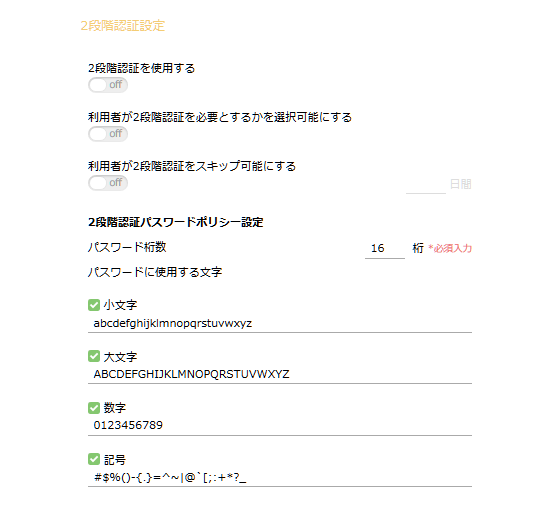 2段階認証設定
2段階認証を使用する
off
利用者が2段階認証を必要とするかを選択可能にする
off
利用者が2段階認証をスキップ可能にする
off 日間
2段階認証パスワードポリシー設定
パスワード桁数 16 桁 *必須入力
パスワードに使用する文字
小文字
abcdefghijklmnopqrstuvwxyz
大文字
ABCDEFGHIJKLMNOPQRSTUVWXYZ
数字
0123456789
記号
#$%()-{.}=^~|@`[;:+*?_